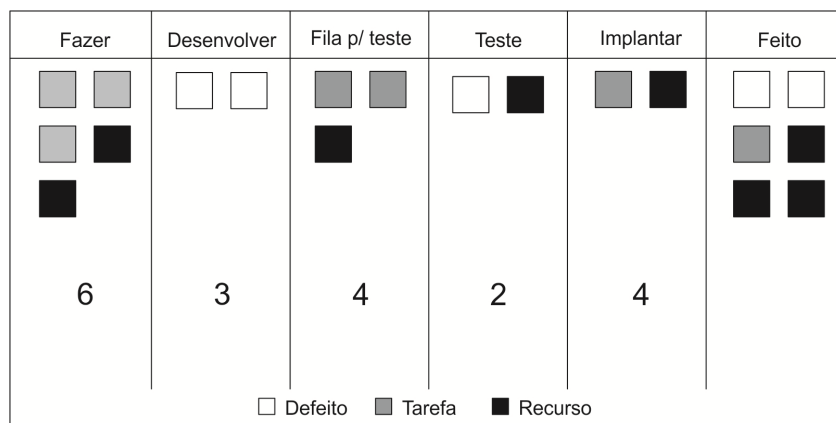 Fazer Desenvolver Fila p/ teste Teste Implantar Feito
6 3 4 2 4
Defeito Tarefa Recurso